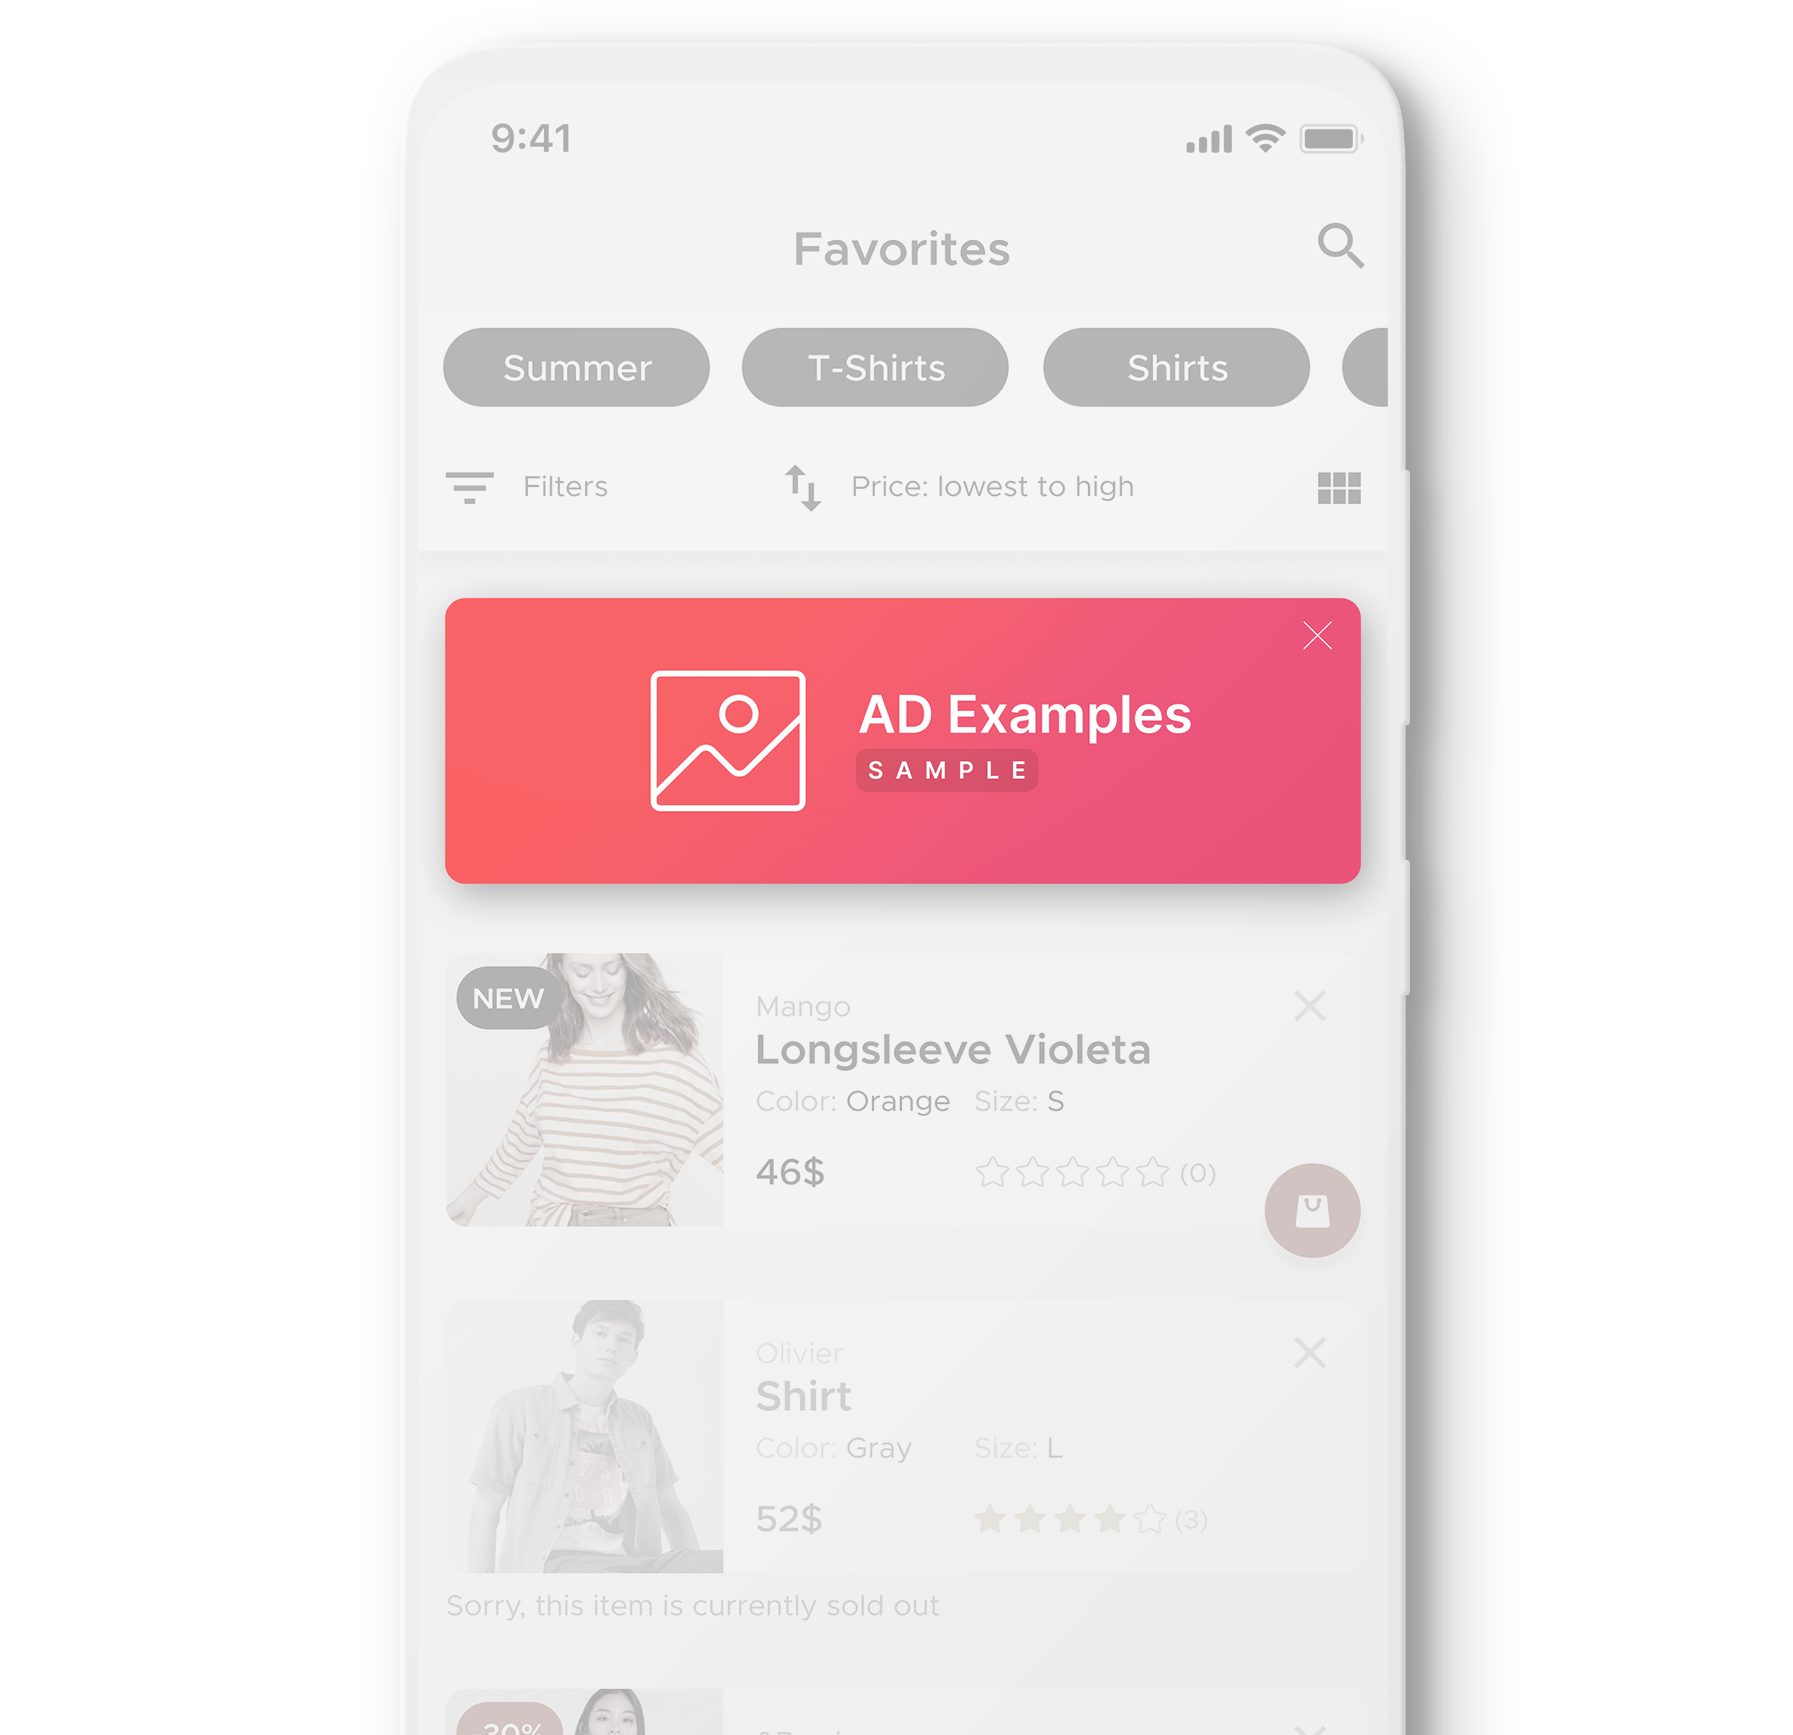 9:41
Favorites
Summer T-Shirts Shirts
Filters Price: lowest to high
AD Examples
SAMPLE
NEW
Mango
Longsleeve Violeta
Color: Orange Size: S
46$ (0)
Olivier
Shirt
Color: Gray Size: L
52$ (3)
Sorry, this item is currently sold out